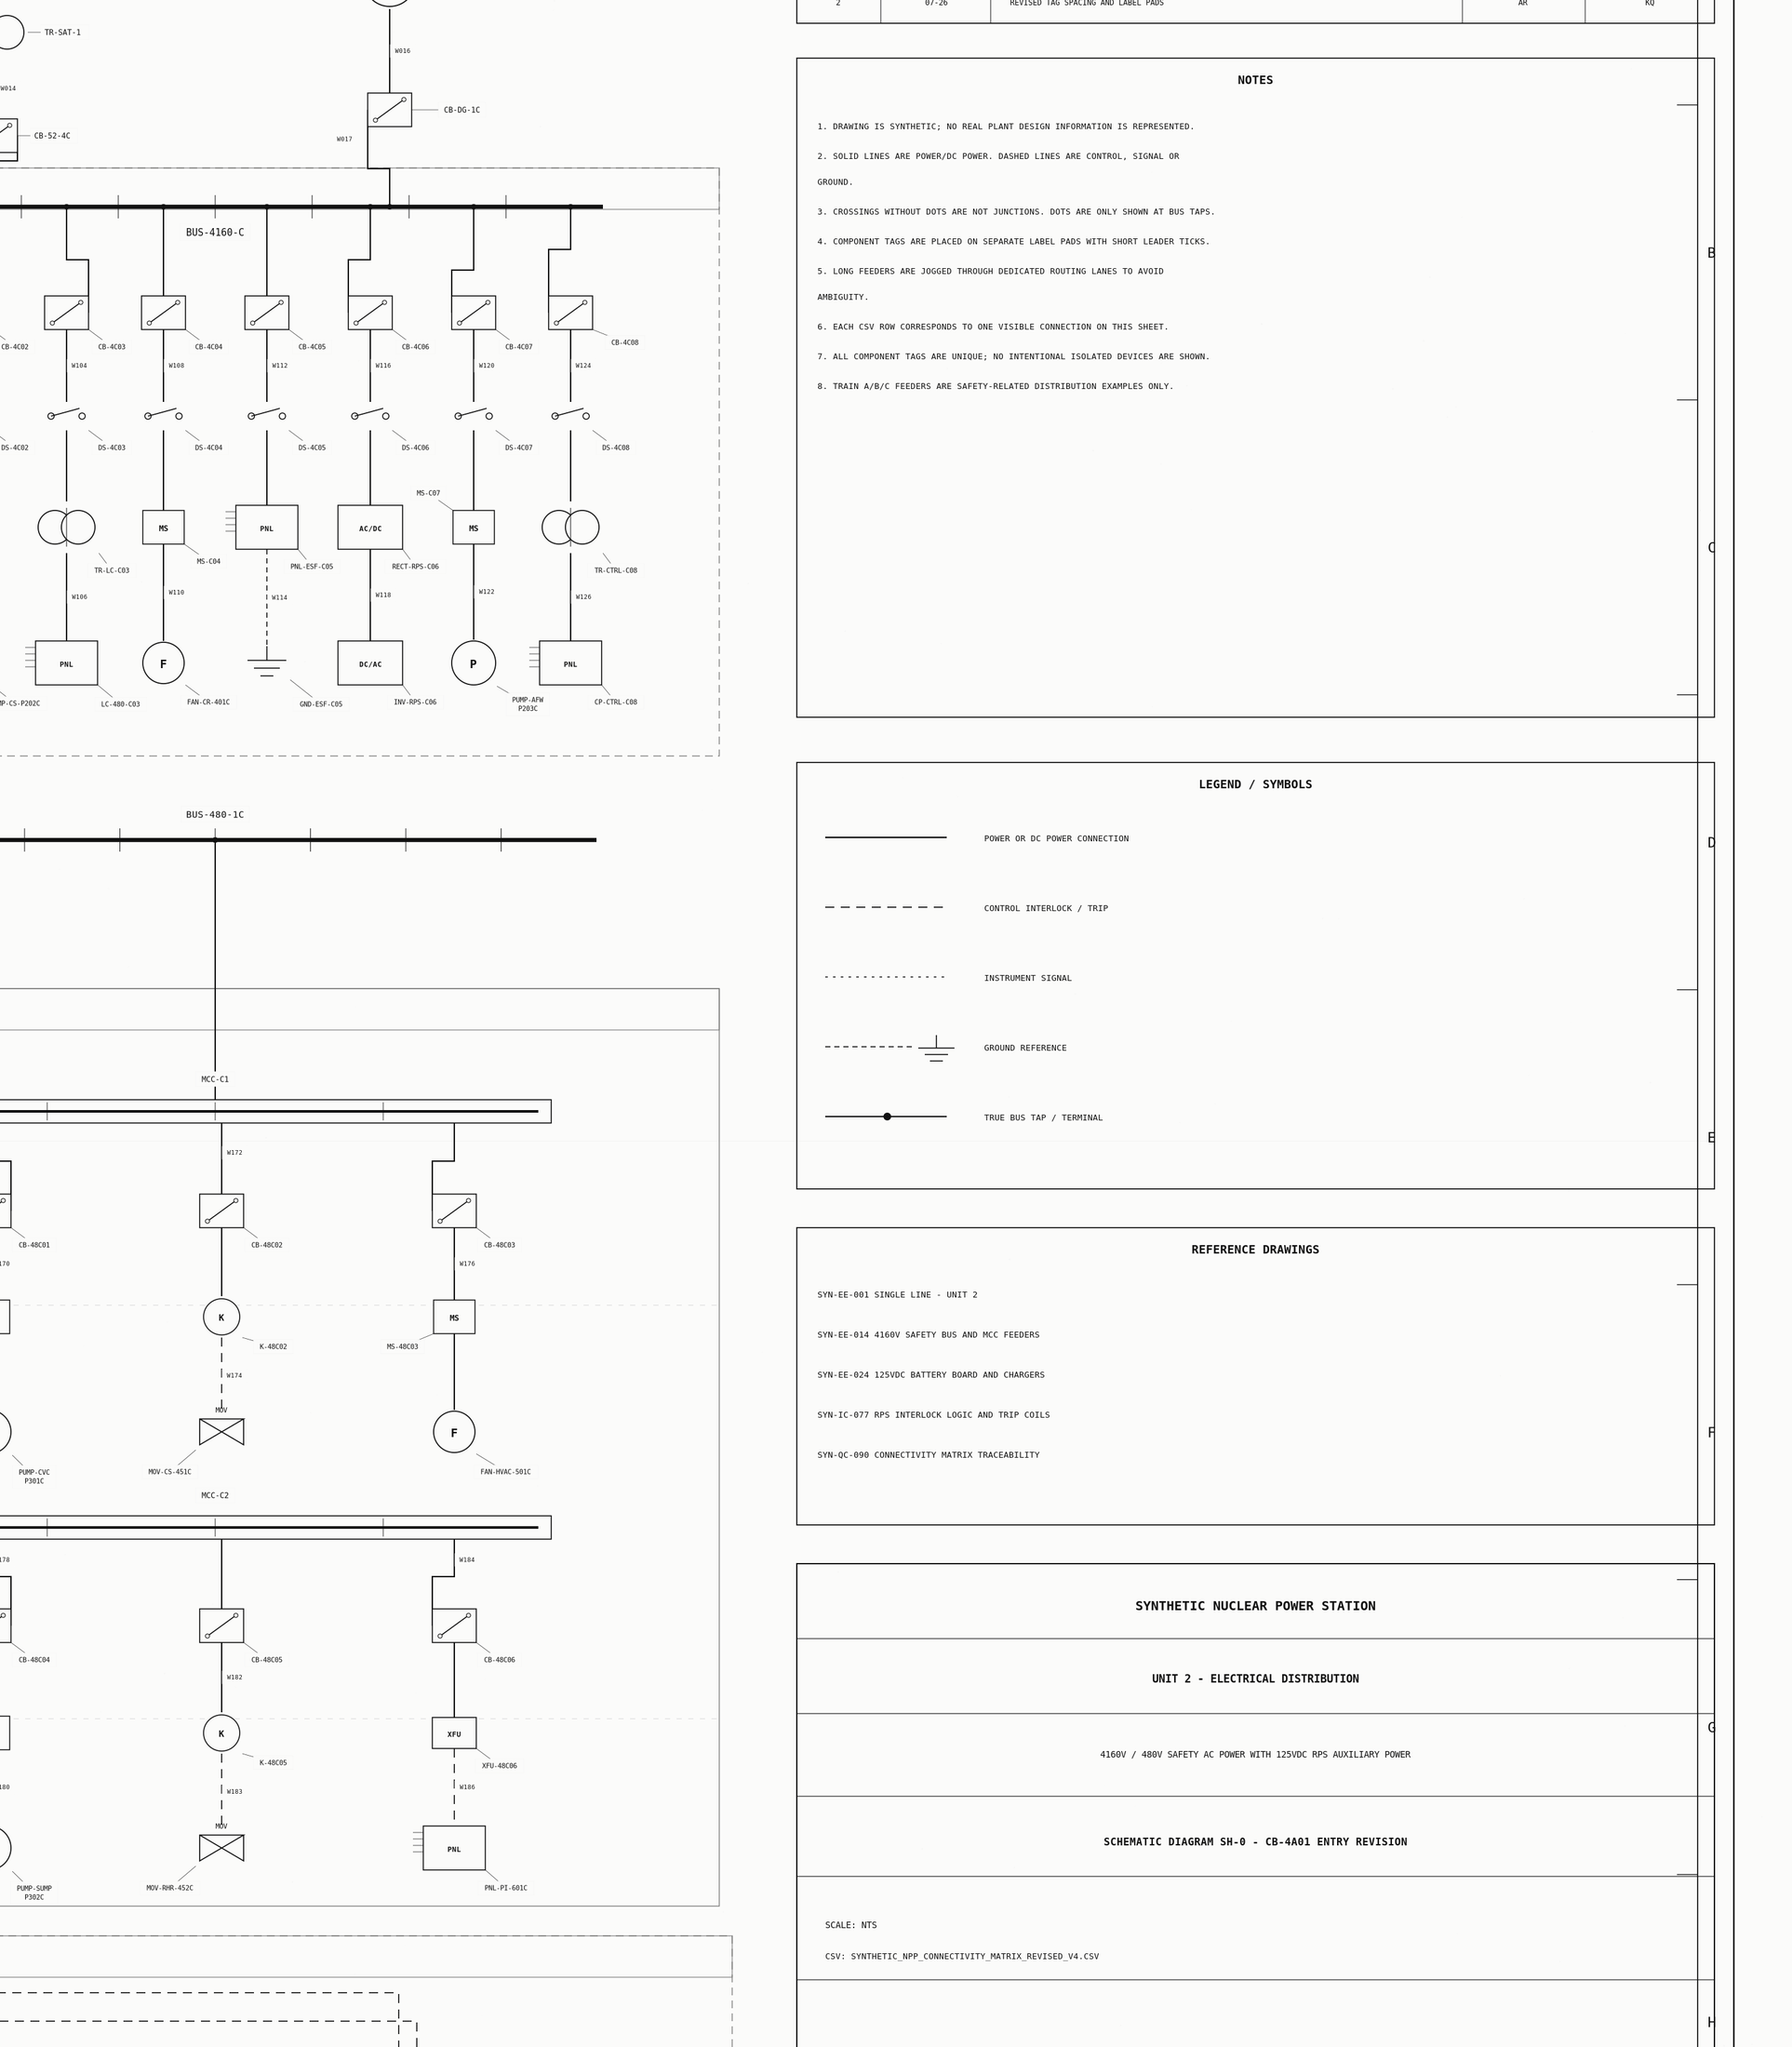 TR-SAT-1
W016
W014
CB-DG-1C
W017
CB-52-4C
BUS-4160-C
CB-4C02
CB-4C03
CB-4C04
CB-4C05
CB-4C06
CB-4C07
CB-4C08
W104
W108
W112
W116
W120
W124
DS-4C02
DS-4C03
DS-4C04
DS-4C05
DS-4C06
DS-4C07
DS-4C08
MS-C07
MS
PNL
AC/DC
MS
TR-LC-C03
MS-C04
PNL-ESF-C05
RECT-RPS-C06
TR-CTRL-C08
W106
W110
W114
W118
W122
W126
PNL
F
DC/AC
P
PNL
MP-CS-P202C
LC-480-C03
FAN-CR-401C
GND-ESF-C05
INV-RPS-C06
PUMP-AFW
P203C
CP-CTRL-C08
BUS-480-1C
MCC-C1
W172
CB-48C01
CB-48C02
CB-48C03
170
W176
K
MS
K-48C02
MS-48C03
W174
MOV
F
PUMP-CVC
P301C
MOV-CS-451C
FAN-HVAC-501C
MCC-C2
178
W184
CB-48C04
CB-48C05
CB-48C06
W182
K
XFU
K-48C05
XFU-48C06
180
W183
W186
MOV
PNL
PUMP-SUMP
P302C
MOV-RHR-452C
PNL-PI-601C
2 07-26 REVISED TAG SPACING AND LABEL PADS AR KQ
NOTES
1. DRAWING IS SYNTHETIC; NO REAL PLANT DESIGN INFORMATION IS REPRESENTED.
2. SOLID LINES ARE POWER/DC POWER. DASHED LINES ARE CONTROL, SIGNAL OR
GROUND.
3. CROSSINGS WITHOUT DOTS ARE NOT JUNCTIONS. DOTS ARE ONLY SHOWN AT BUS TAPS.
4. COMPONENT TAGS ARE PLACED ON SEPARATE LABEL PADS WITH SHORT LEADER TICKS.
5. LONG FEEDERS ARE JOGGED THROUGH DEDICATED ROUTING LANES TO AVOID
AMBIGUITY.
6. EACH CSV ROW CORRESPONDS TO ONE VISIBLE CONNECTION ON THIS SHEET.
7. ALL COMPONENT TAGS ARE UNIQUE; NO INTENTIONAL ISOLATED DEVICES ARE SHOWN.
8. TRAIN A/B/C FEEDERS ARE SAFETY-RELATED DISTRIBUTION EXAMPLES ONLY.
LEGEND / SYMBOLS
POWER OR DC POWER CONNECTION
CONTROL INTERLOCK / TRIP
INSTRUMENT SIGNAL
GROUND REFERENCE
TRUE BUS TAP / TERMINAL
REFERENCE DRAWINGS
SYN-EE-001 SINGLE LINE - UNIT 2
SYN-EE-014 4160V SAFETY BUS AND MCC FEEDERS
SYN-EE-024 125VDC BATTERY BOARD AND CHARGERS
SYN-IC-077 RPS INTERLOCK LOGIC AND TRIP COILS
SYN-QC-090 CONNECTIVITY MATRIX TRACEABILITY
SYNTHETIC NUCLEAR POWER STATION
UNIT 2 - ELECTRICAL DISTRIBUTION
4160V / 480V SAFETY AC POWER WITH 125VDC RPS AUXILIARY POWER
SCHEMATIC DIAGRAM SH-0 - CB-4A01 ENTRY REVISION
SCALE: NTS
CSV: SYNTHETIC_NPP_CONNECTIVITY_MATRIX_REVISED_V4.CSV
B
C
D
E
F
G
H